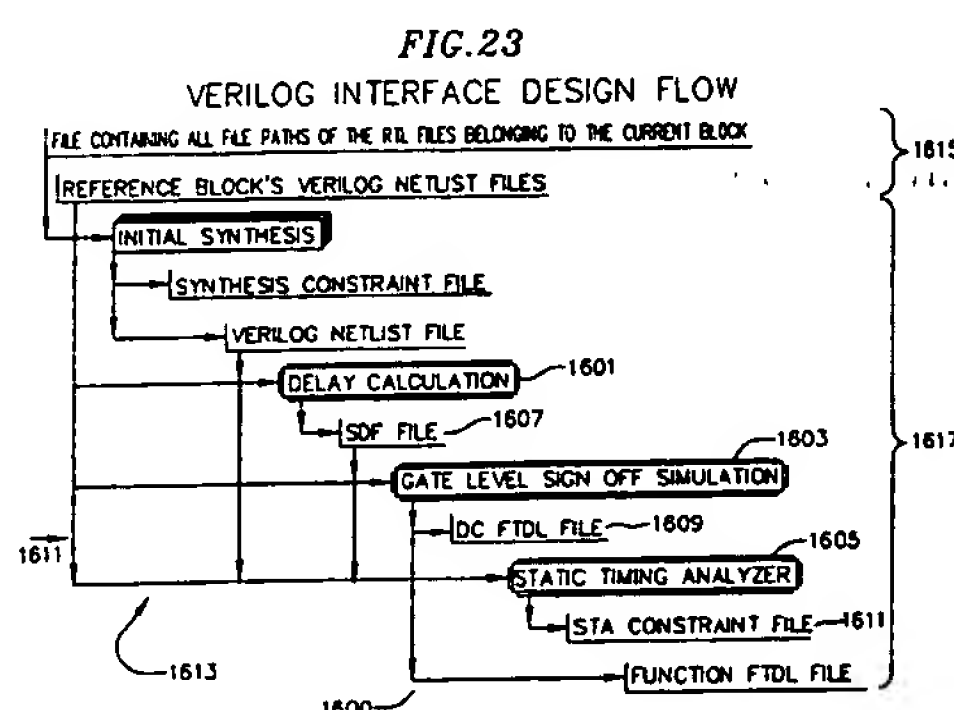 FIG.23
VERILOG INTERFACE DESIGN FLOW
FILE CONTAINING ALL FILE PATHS OF THE RTL FILES BELONGING TO THE CURRENT BLOCK
1615
REFERENCE BLOCK'S VERILOG NETLIST FILES
INITIAL SYNTHESIS
SYNTHESIS CONSTRAINT FILE
VERILOG NETLIST FILE
DELAY CALCULATION
1601
SDF FILE
1607
1603
1617
GATE LEVEL SIGN OFF SIMULATION
DC FTDL FILE
1609
1605
1611
STATIC TIMING ANALYZER
STA CONSTRAINT FILE
1611
1613
FUNCTION FTDL FILE
1600